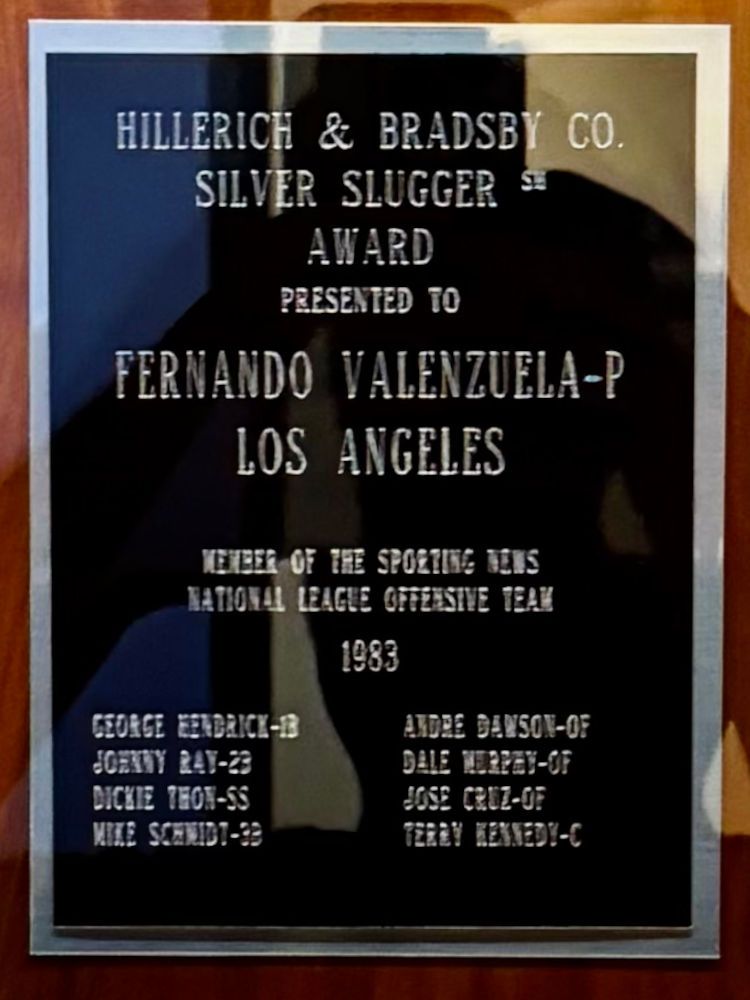 HILLERICH & BRADSBY CO.
SILVER SLUGGER SM
AWARD
PRESENTED TO
FERNANDO VALENZUELA-P
LOS ANGELES
MEMBER OF THE SPORTING NEWS
NATIONAL LEAGUE OFFENSIVE TEAM
1983
GEORGE HENDRICK-1B
JOHNNY RAY-2B
DICKIE THON-SS
MIKE SCHMIDT-3B
ANDRE DAWSON-OF
DALE MURPHY-OF
JOSE CRUZ-OF
TERRY KENNEDY-C